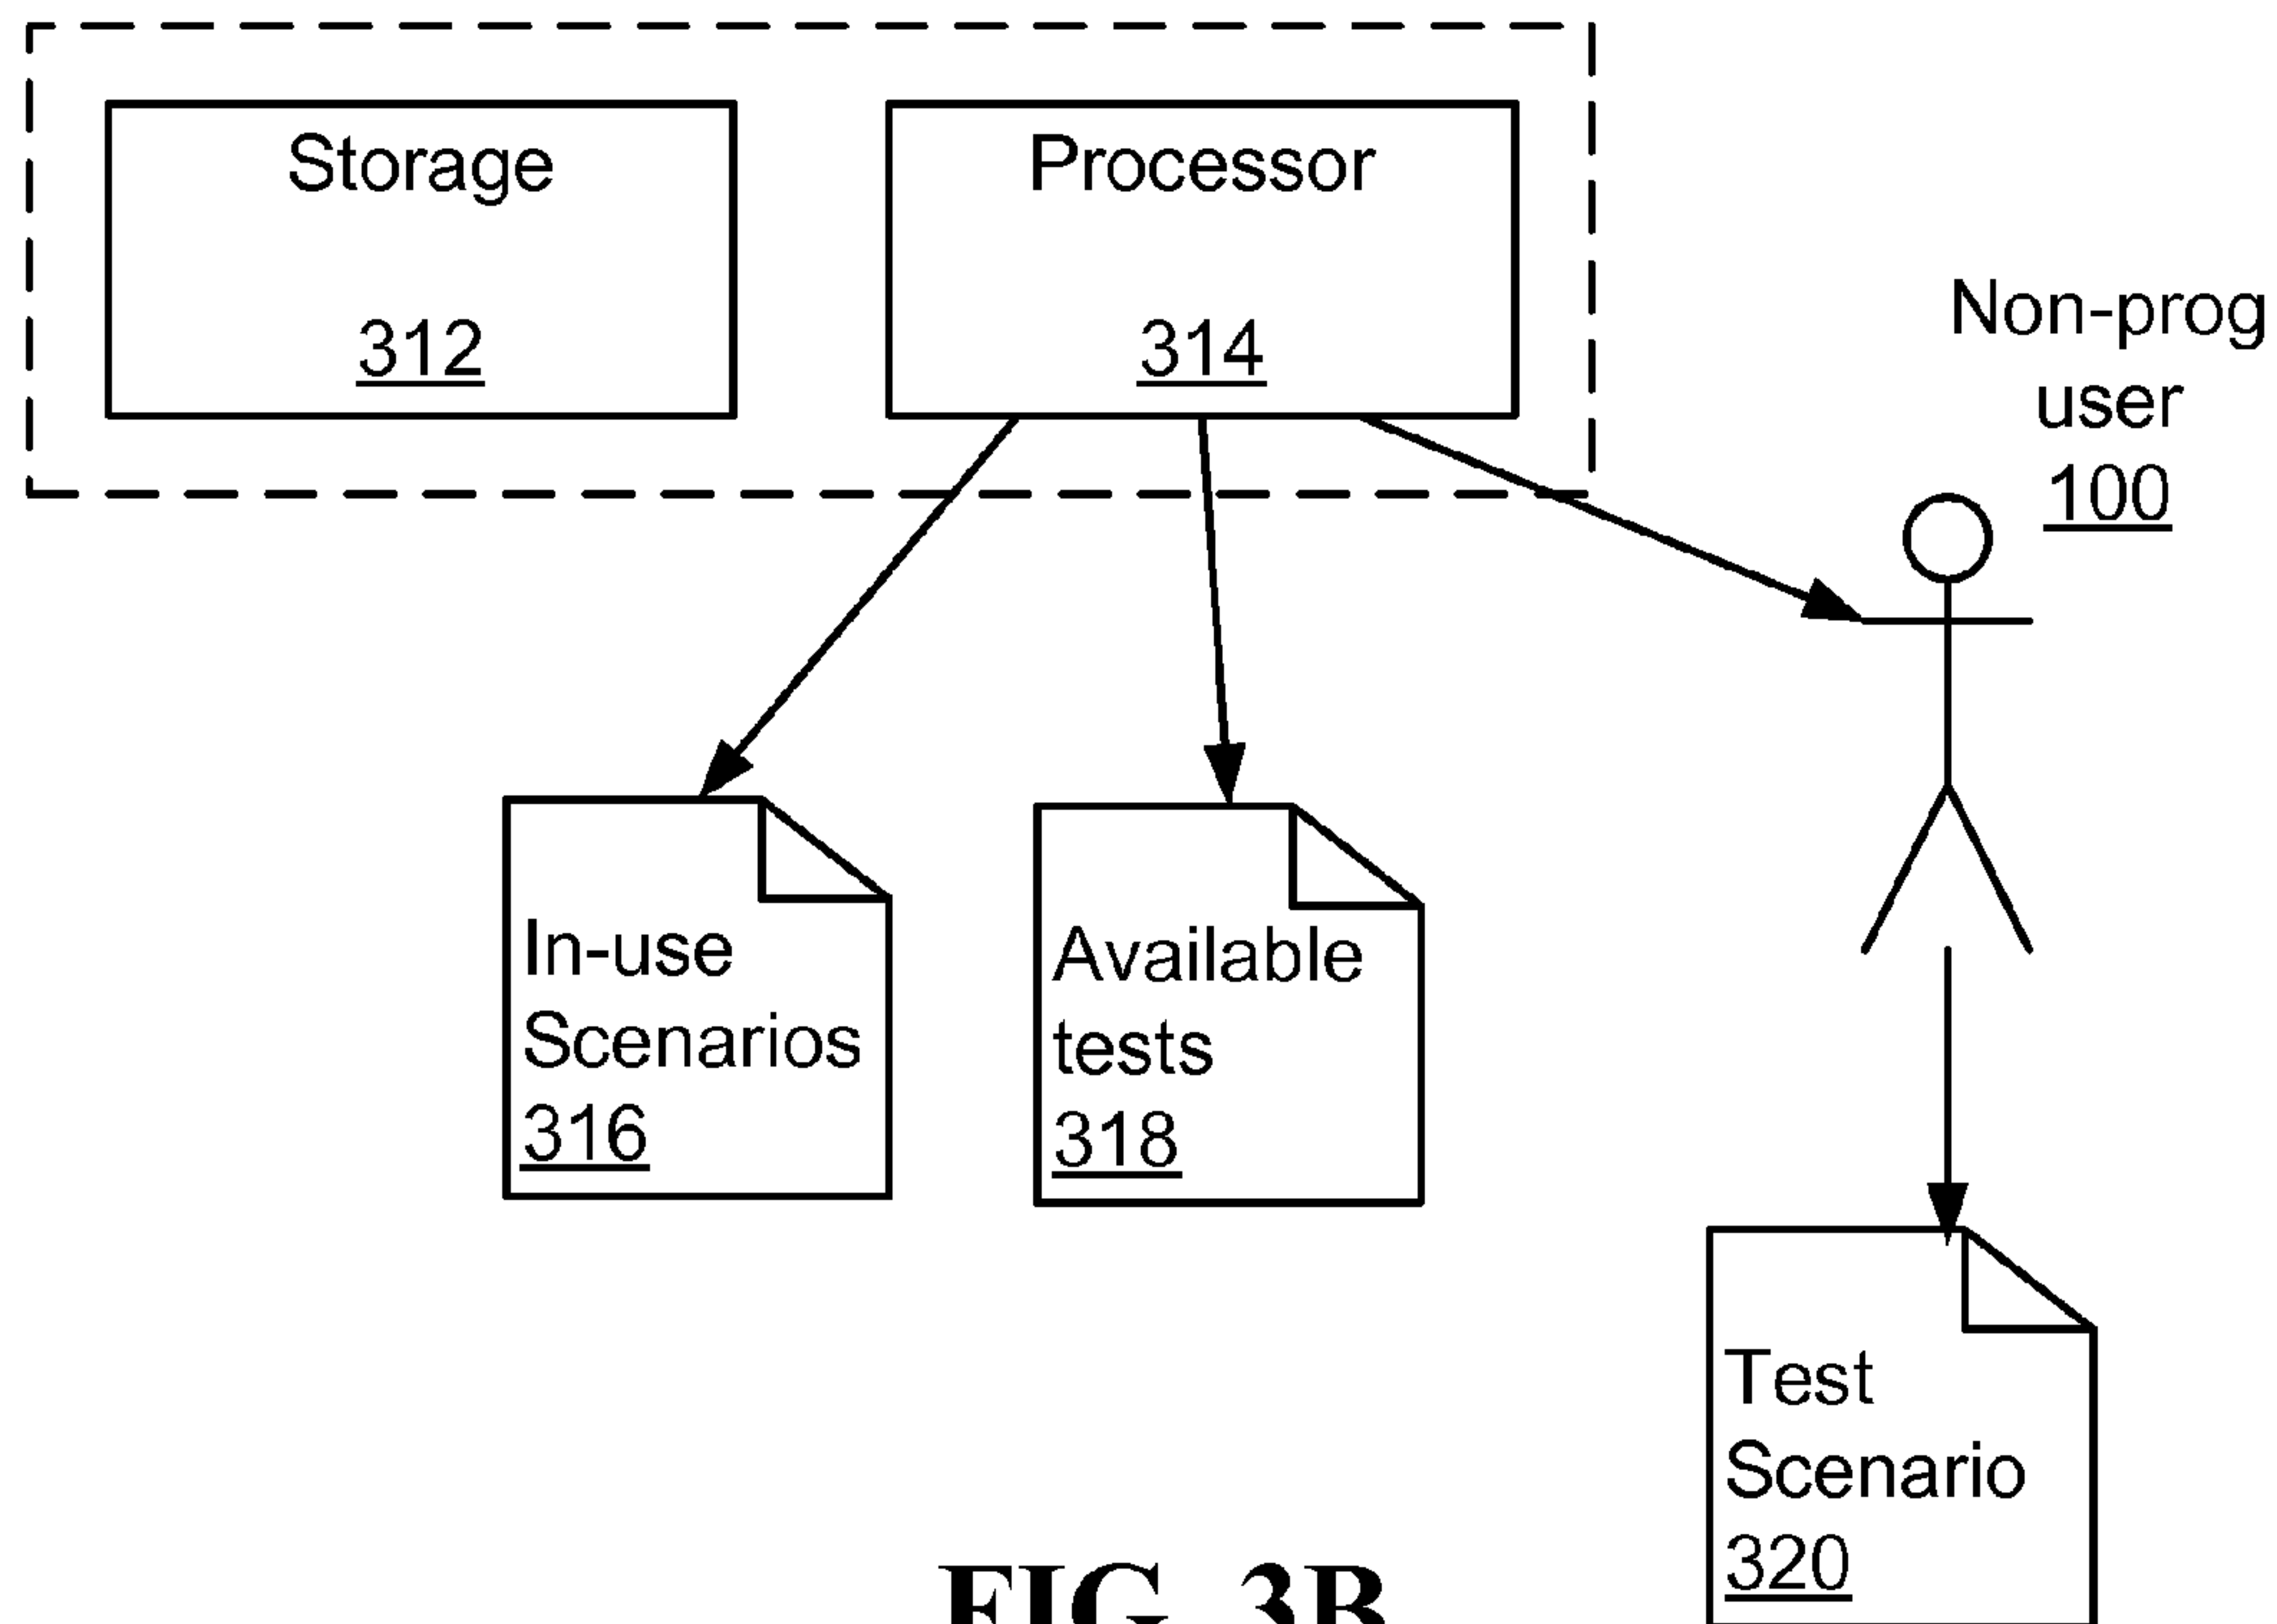 Storage
312
Processor
314
Non-prog
user
100
In-use
Scenarios
316
Available
tests
318
Test
Scenario
320
FIG. 3B